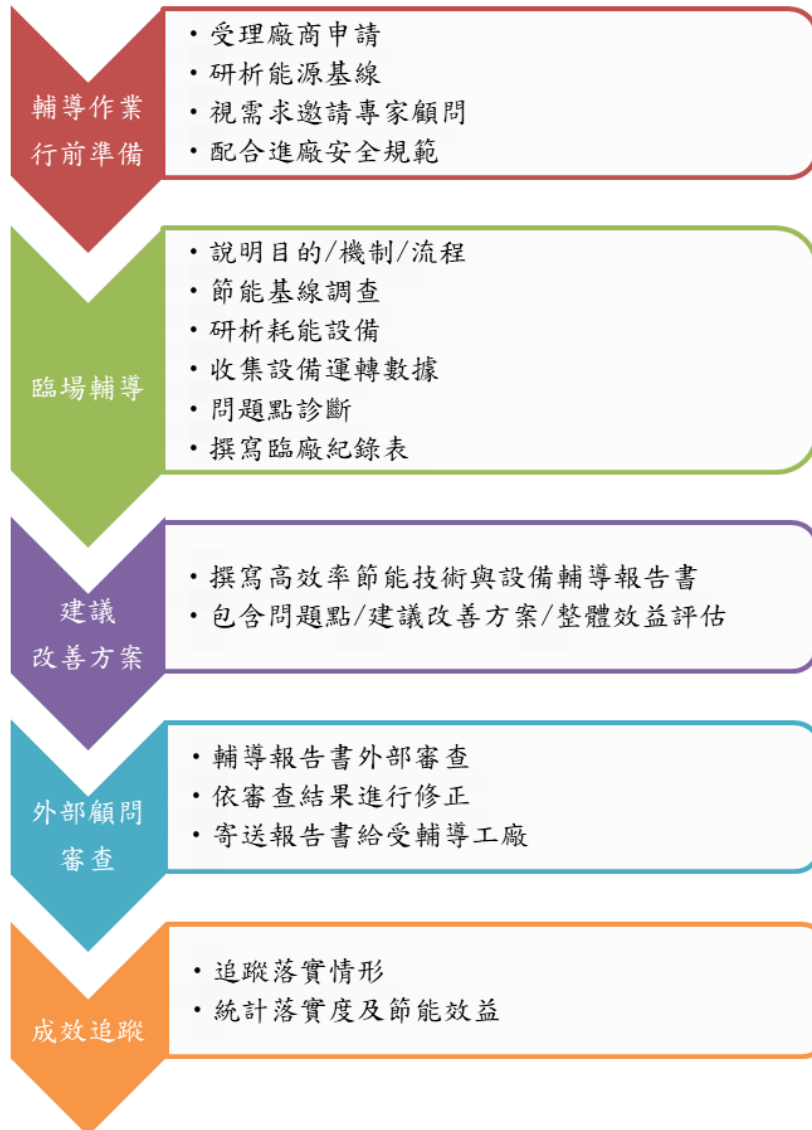 輔導作業
行前準備
・受理廠商申請
・研析能源基線
・視需求邀請專家顧問
・配合進廠安全規範
臨場輔導
・說明目的/機制/流程
・節能基線調查
・研析耗能設備
・收集設備運轉數據
・問題點診斷
・撰寫臨廠紀錄表
建議
改善方案
・撰寫高效率節能技術與設備輔導報告書
・包含問題點/建議改善方案/整體效益評估
外部顧問
審查
・輔導報告書外部審查
・依審查結果進行修正
・寄送報告書給受輔導工廠
成效追蹤
・追蹤落實情形
・統計落實度及節能效益